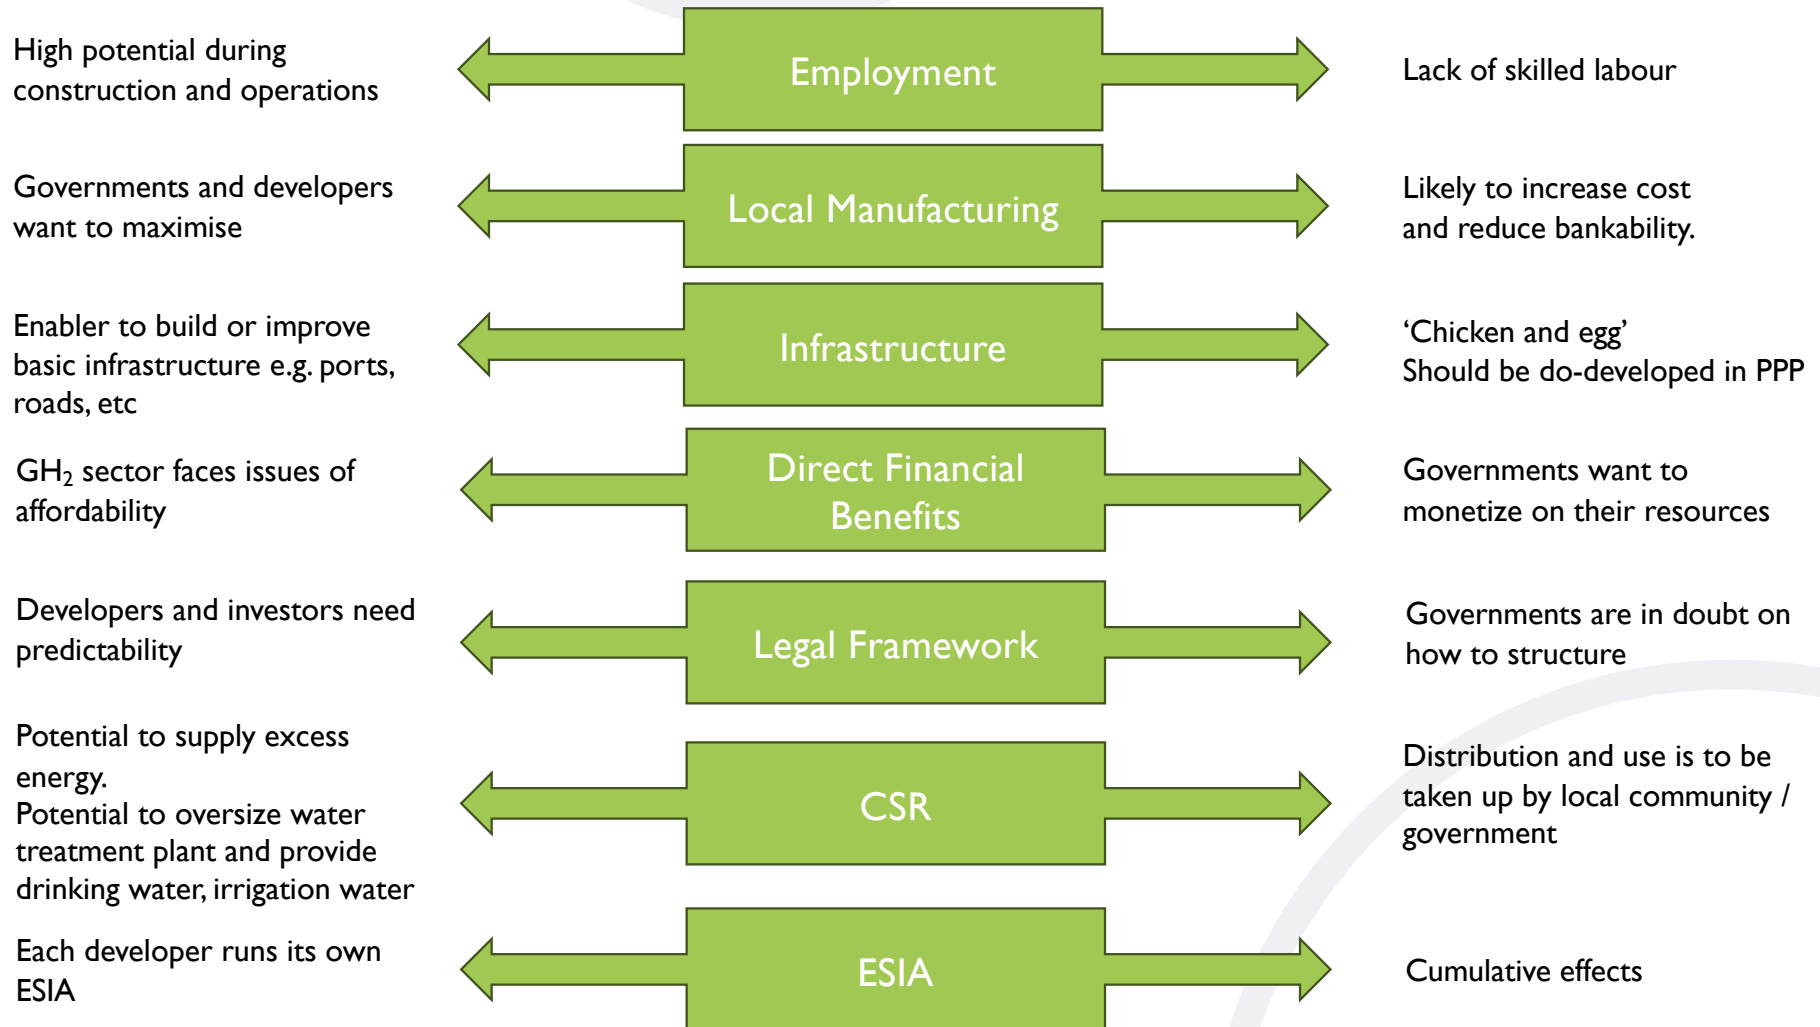 High potential during
construction and operations
Employment
Lack of skilled labour
Governments and developers
want to maximise
Local Manufacturing
Likely to increase cost
and reduce bankability.
Enabler to build or improve
basic infrastructure e.g. ports,
roads, etc
Infrastructure
‘Chicken and egg’
Should be do-developed in PPP
GH₂ sector faces issues of
affordability
Direct Financial
Benefits
Governments want to
monetize on their resources
Developers and investors need
predictability
Legal Framework
Governments are in doubt on
how to structure
Potential to supply excess
energy.
Potential to oversize water
treatment plant and provide
drinking water, irrigation water
CSR
Distribution and use is to be
taken up by local community /
government
Each developer runs its own
ESIA
ESIA
Cumulative effects